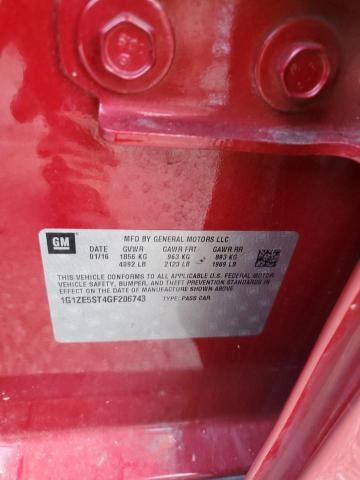 GM
MFD BY GENERAL MOTORS LLC
DATE GVWR GAWR FRT GAWR RR
01/16 1856 KG 963 KG 893 KG
4092 LB 2123 LB 1969 LB
THIS VEHICLE CONFORMS TO ALL APPLICABLE U.S. FEDERAL MOTOR
VEHICLE SAFETY, BUMPER, AND THEFT PREVENTION STANDARDS IN
EFFECT ON THE DATE OF MANUFACTURE SHOWN ABOVE.
1G1ZE5ST4GF206743 TYPE: PASS CAR